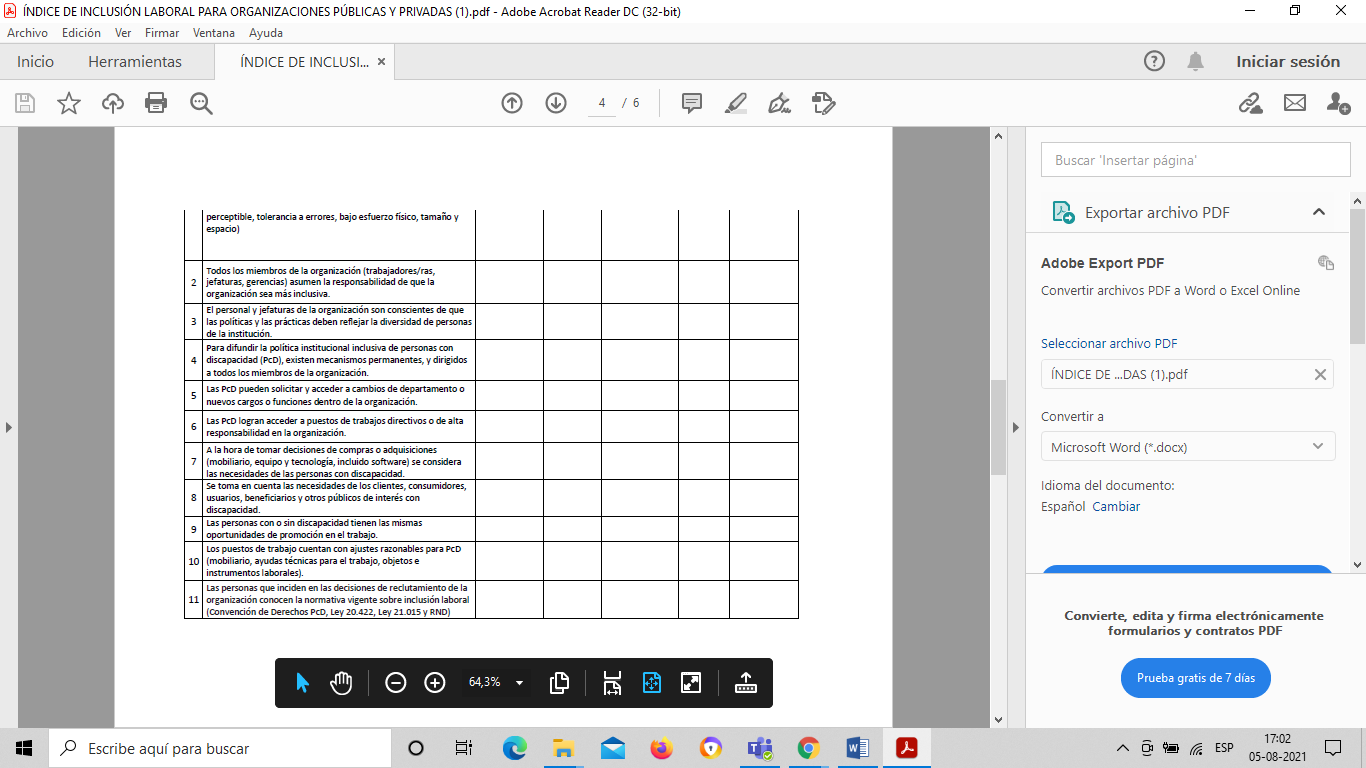 ÍNDICE DE INCLUSIÓN LABORAL PARA ORGANIZACIONES PÚBLICAS Y PRIVADAS (1).pdf - Adobe Acrobat Reader DC (32-bit)
Archivo Edición Ver Firmar Ventana Ayuda
Inicio Herramientas ÍNDICE DE INCLUSI... × Iniciar sesión
4 / 6
perceptible, tolerancia a errores, bajo esfuerzo físico, tamaño y
espacio)
2 Todos los miembros de la organización (trabajadores/ras,
jefaturas, gerencias) asumen la responsabilidad de que la
organización sea más inclusiva.
3 El personal y jefaturas de la organización son conscientes de que
las políticas y las prácticas deben reflejar la diversidad de personas
de la institución.
4 Para difundir la política institucional inclusiva de personas con
discapacidad (PcD), existen mecanismos permanentes, y dirigidos
a todos los miembros de la organización.
5 Las PcD pueden solicitar y acceder a cambios de departamento o
nuevos cargos o funciones dentro de la organización.
6 Las PcD logran acceder a puestos de trabajos directivos o de alta
responsabilidad en la organización.
7 A la hora de tomar decisiones de compras o adquisiciones
(mobiliario, equipo y tecnología, incluido software) se considera
las necesidades de las personas con discapacidad.
8 Se toma en cuenta las necesidades de los clientes, consumidores,
usuarios, beneficiarios y otros públicos de interés con
discapacidad.
9 Las personas con o sin discapacidad tienen las mismas
oportunidades de promoción en el trabajo.
10 Los puestos de trabajo cuentan con ajustes razonables para PcD
(mobiliario, ayudas técnicas para el trabajo, objetos e
instrumentos laborales).
11 Las personas que inciden en las decisiones de reclutamiento de la
organización conocen la normativa vigente sobre inclusión laboral
(Convención de Derechos PcD, Ley 20.422, Ley 21.015 y RND)
64,3%
Buscar 'Insertar página'
Exportar archivo PDF
Adobe Export PDF
Convertir archivos PDF a Word o Excel Online
Seleccionar archivo PDF
ÍNDICE DE ...DAS (1).pdf
Convertir a
Microsoft Word (*.docx)
Idioma del documento:
Español Cambiar
Convierte, edita y firma electrónicamente
formularios y contratos PDF
Prueba gratis de 7 días
Escribe aquí para buscar
ESP
17:02
05-08-2021